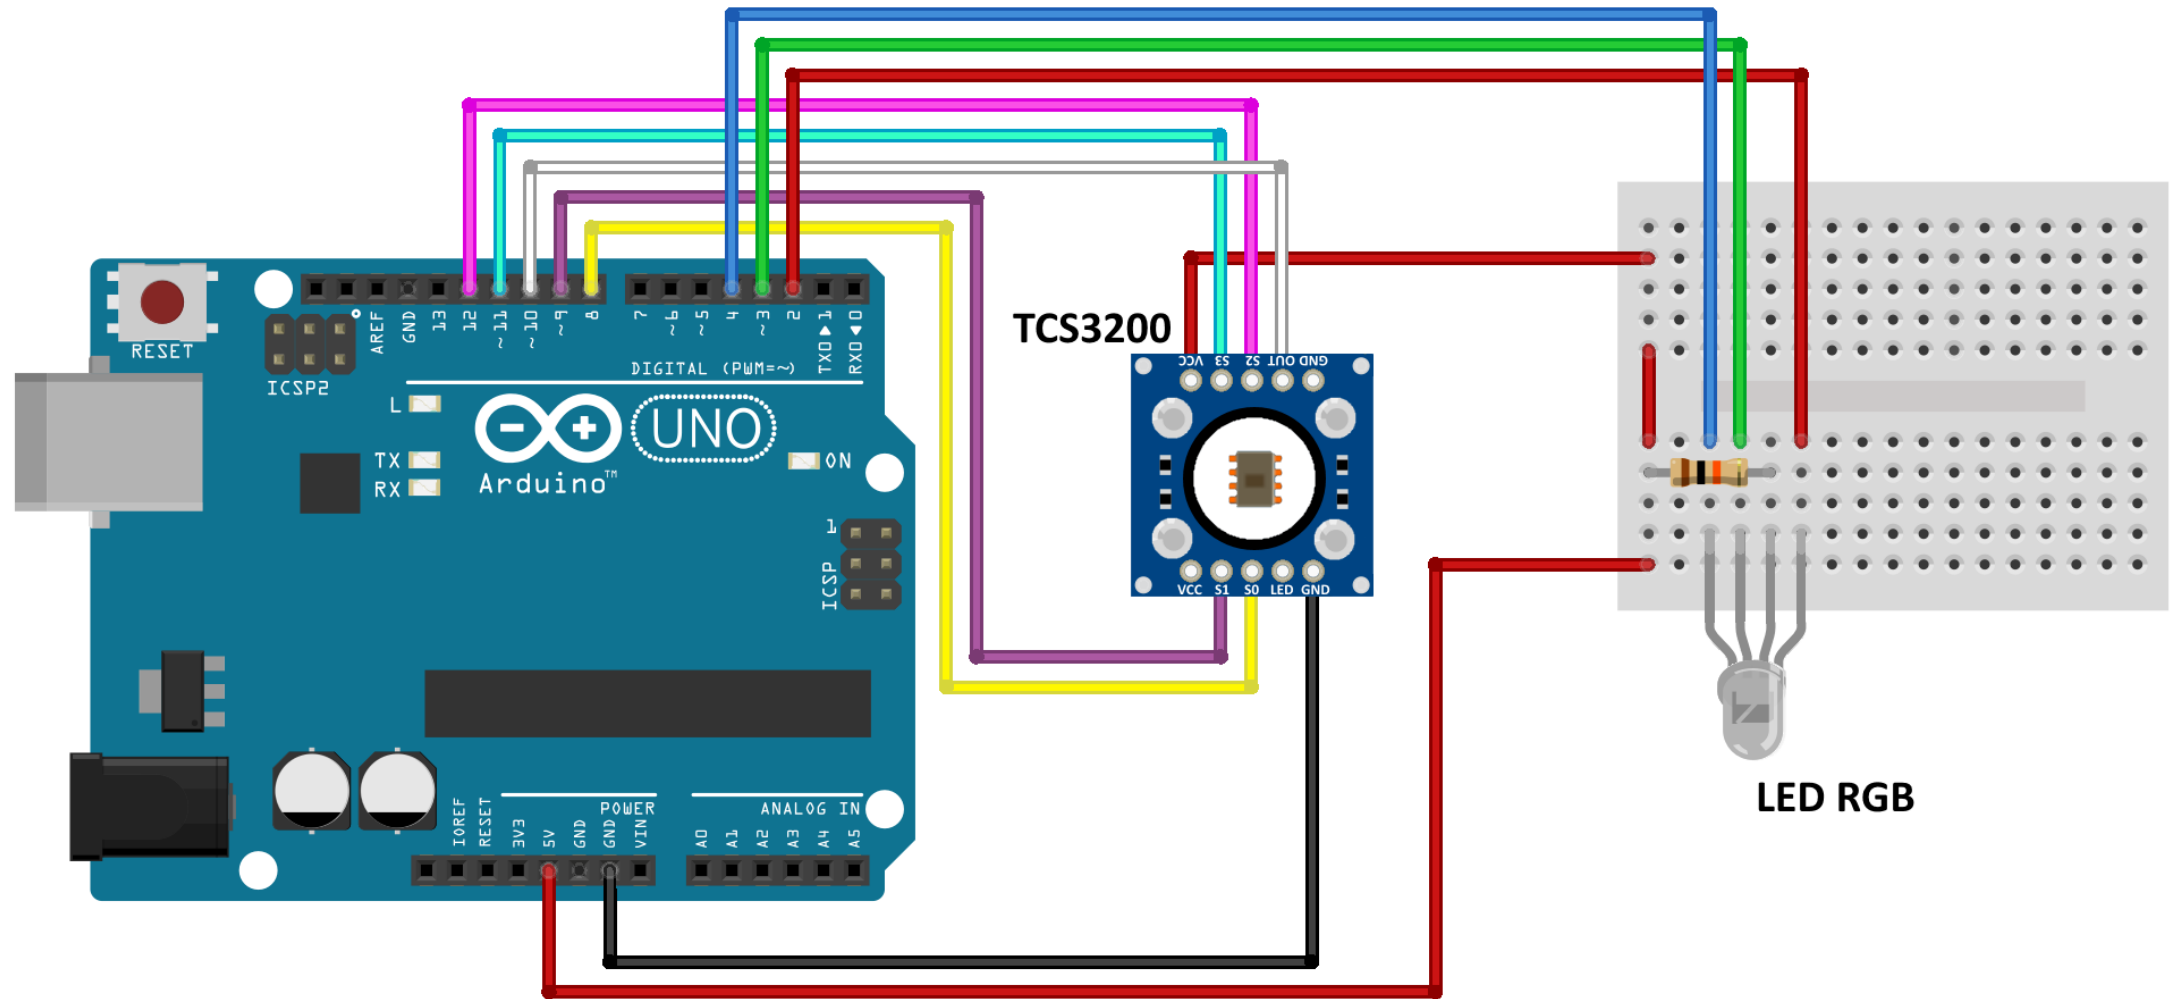 RESET
ICSP2
AREF
GND
13
12
~11
~10
~9
8
7
~6
~5
4
~3
2
TX0▶1
RX0◀0
DIGITAL (PWM=~)
L
TX
RX
UNO
Arduino™
ON
1
ICSP
TCS3200
VCC S3 S2 OUT GND
VCC S1 S0 LED GND
LED RGB
POWER
ANALOG IN
IOREF
RESET
3V3
5V
GND
GND
VIN
A0
A1
A2
A3
A4
A5